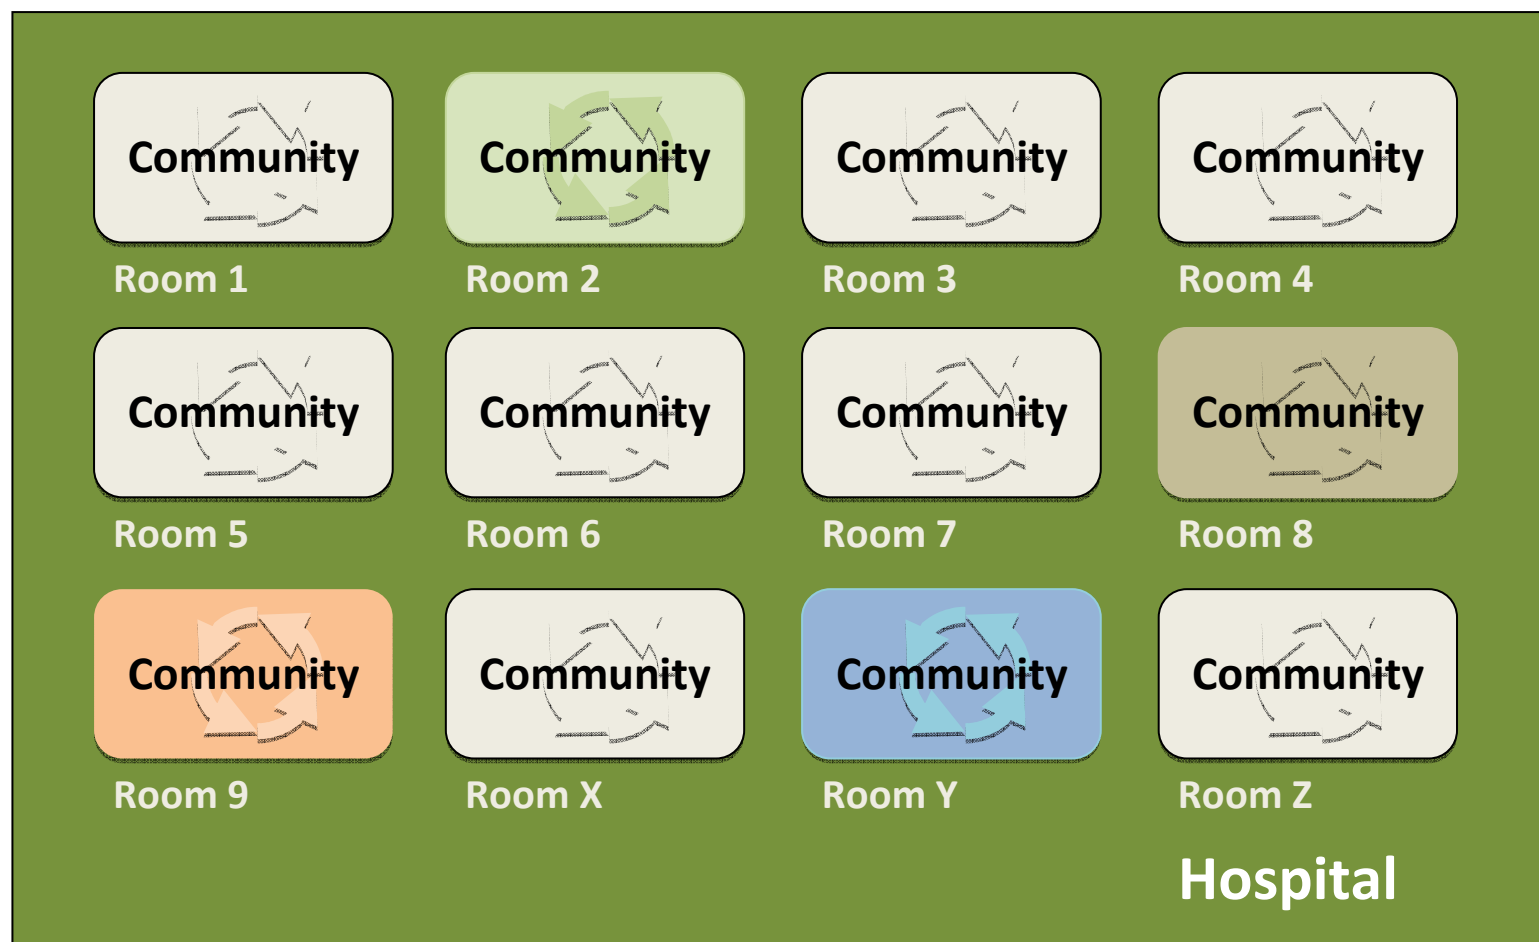 Community Community Community Community
Room 1 Room 2 Room 3 Room 4
Community Community Community Community
Room 5 Room 6 Room 7 Room 8
Community Community Community Community
Room 9 Room X Room Y Room Z
Hospital